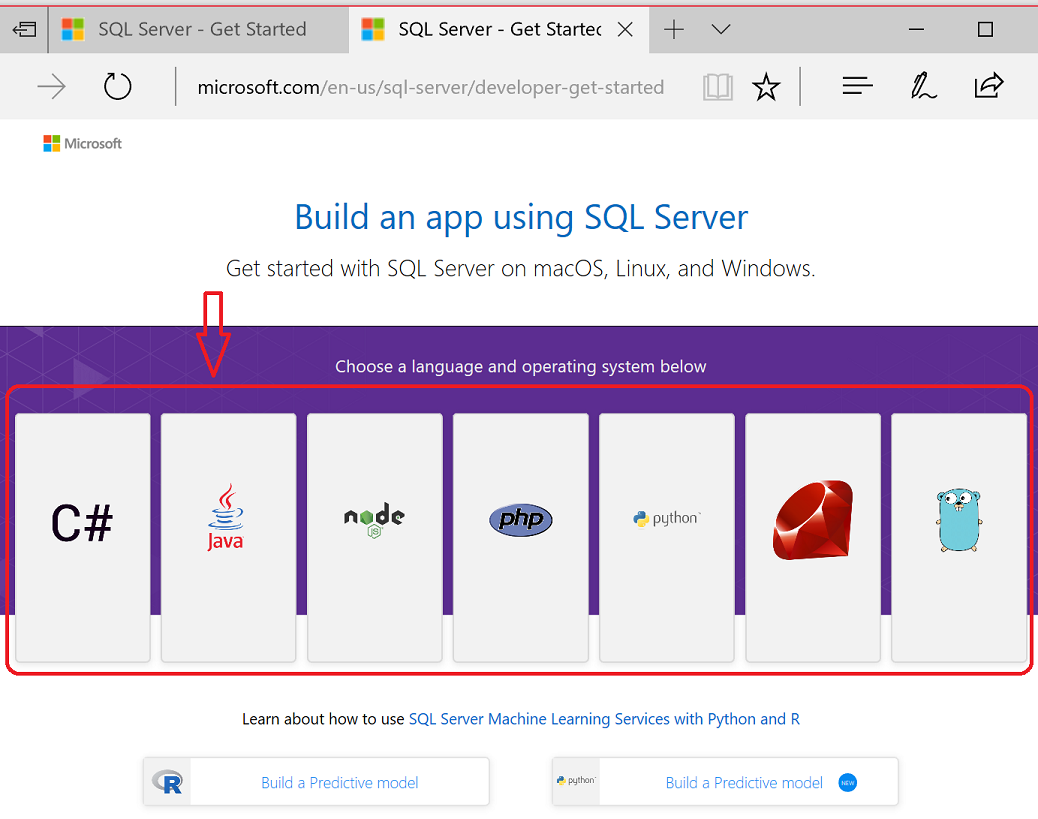 SQL Server - Get Started
SQL Server - Get Started
microsoft.com/en-us/sql-server/developer-get-started
Microsoft
Build an app using SQL Server
Get started with SQL Server on macOS, Linux, and Windows.
Choose a language and operating system below
C#
Java
node
JS
php
python
Learn about how to use SQL Server Machine Learning Services with Python and R
R
Build a Predictive model
python
Build a Predictive model
NEW